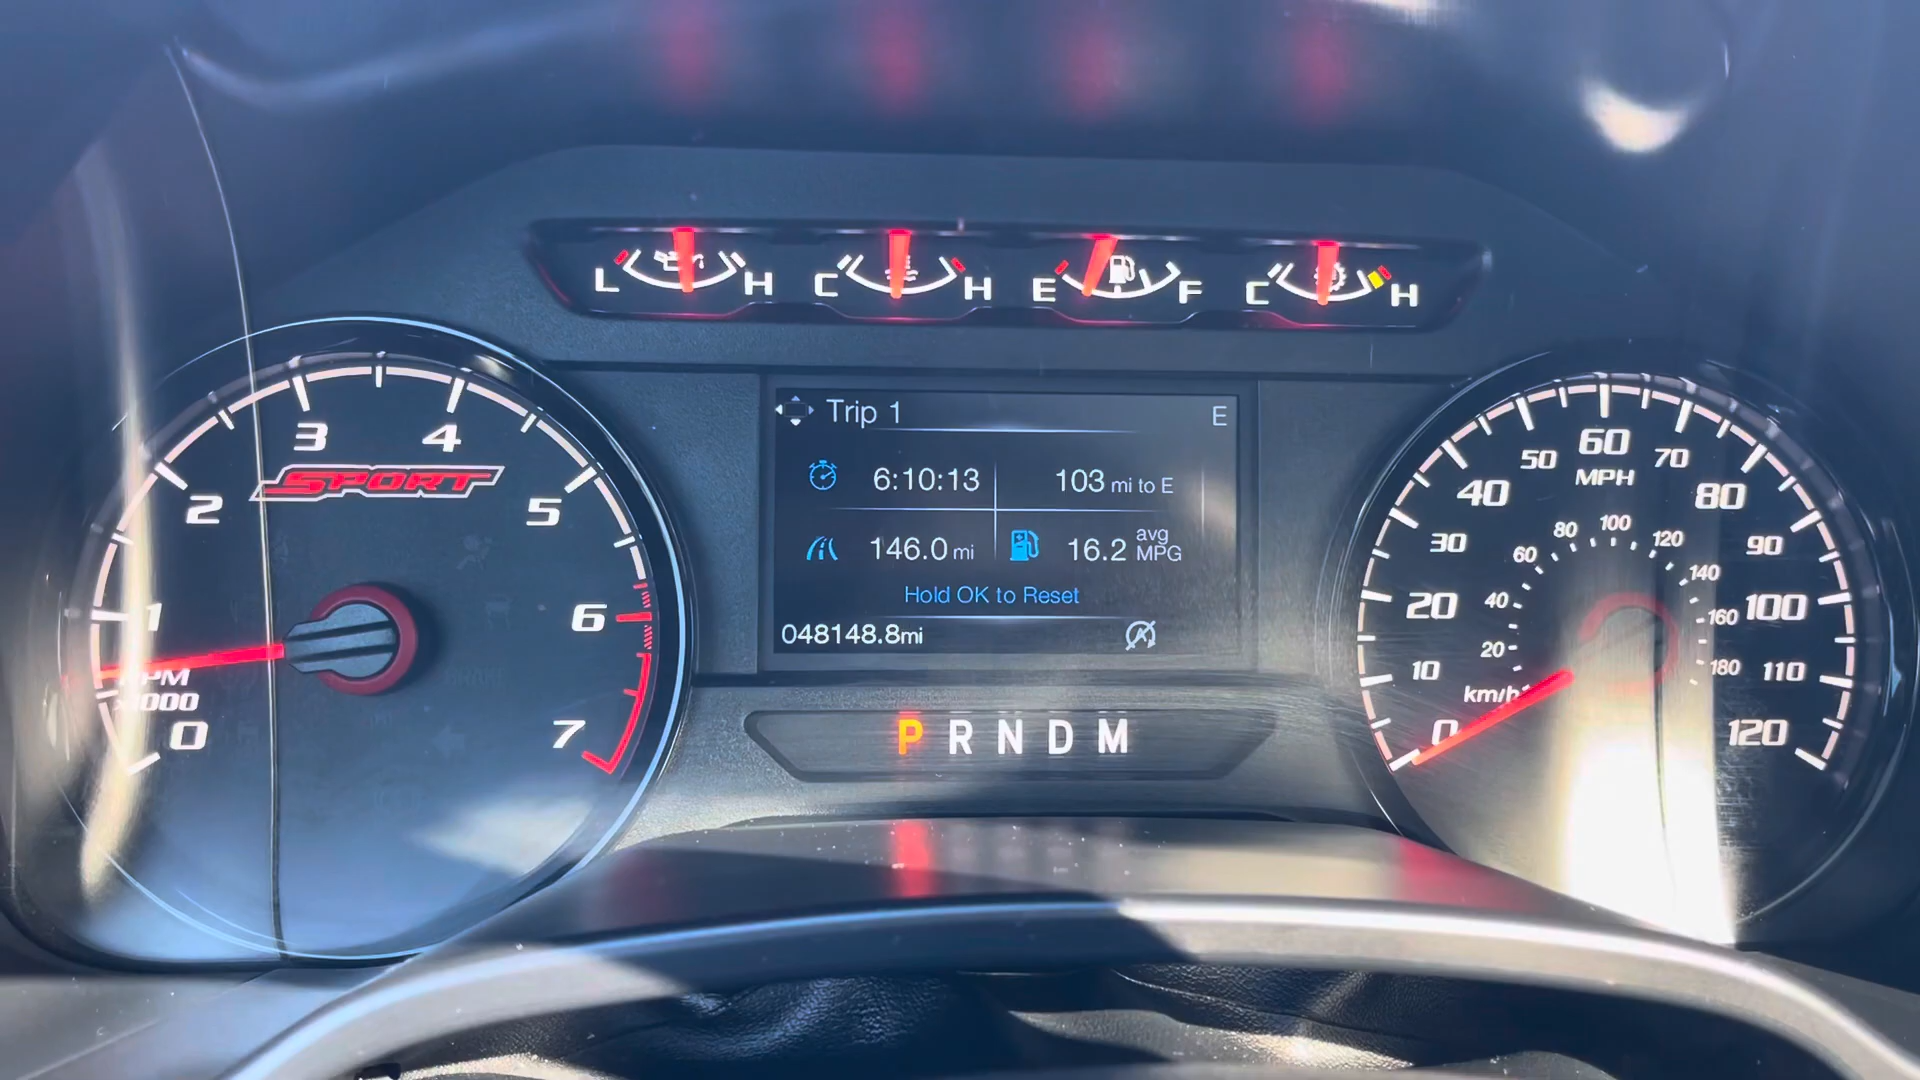 L H C H E F C H
Trip 1 E
6:10:13 103 mi to E
146.0 mi 16.2 avg MPG
Hold OK to Reset
048148.8mi
P R N D M
SPORT
0 1 2 3 4 5 6 7
RPM
x1000
MPH
0 10 20 30 40 50 60 70 80 90 100 110 120
km/h
20 40 60 80 100 120 140 160 180